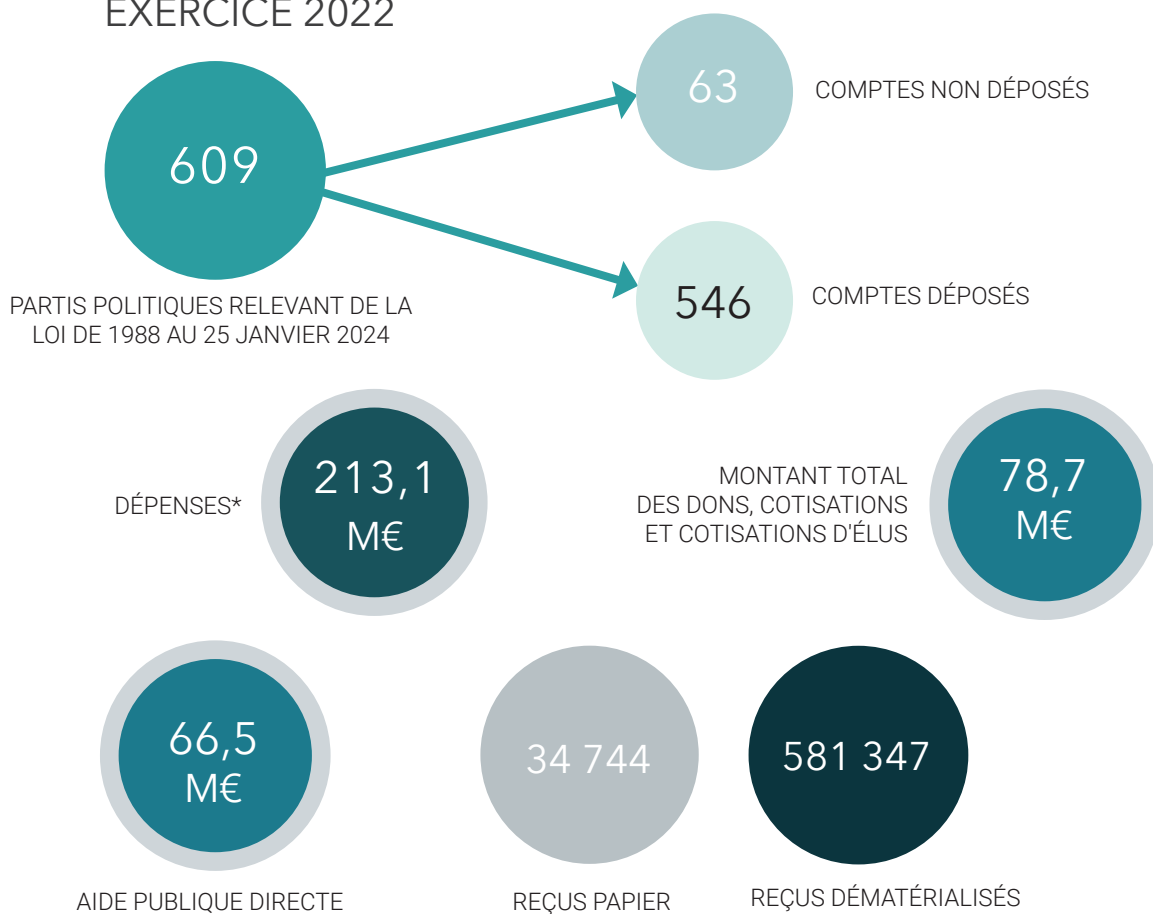 EXERCICE 2022
609
63
COMPTES NON DÉPOSÉS
PARTIS POLITIQUES RELEVANT DE LA
LOI DE 1988 AU 25 JANVIER 2024
546
COMPTES DÉPOSÉS
DÉPENSES*
213,1
M€
MONTANT TOTAL
DES DONS, COTISATIONS
ET COTISATIONS D'ÉLUS
78,7
M€
66,5
M€
AIDE PUBLIQUE DIRECTE
34 744
REÇUS PAPIER
581 347
REÇUS DÉMATÉRIALISÉS